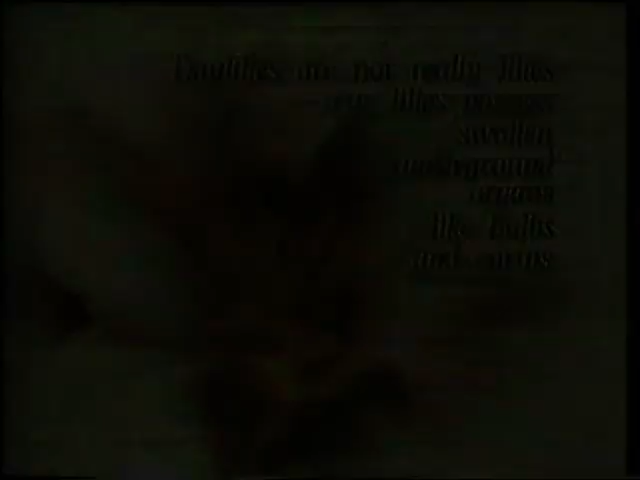 Daylilies are not really lilies
true lilies possess
swollen
underground
organs
like bulbs
and corms